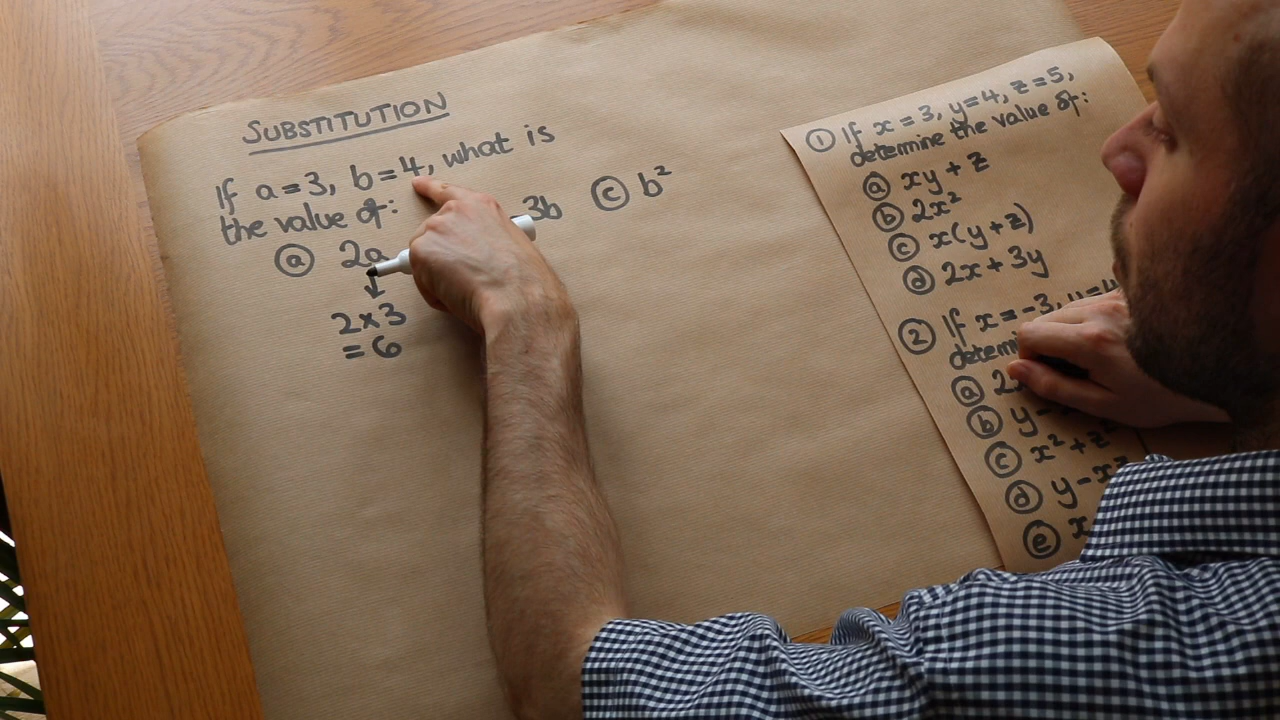 SUBSTITUTION
If a=3, b=4, what is
the value of:
ⓐ 2a 3b ⓒ b²
2×3
= 6
① If x=3, y=4, z=5,
determine the value of:
ⓐ xy + z
ⓑ 2x²
ⓒ x(y+z)
ⓓ 2x + 3y
② If x=-3, y=4
ⓐ
ⓑ y-
ⓒ x² + z²
ⓓ y-x
ⓔ x